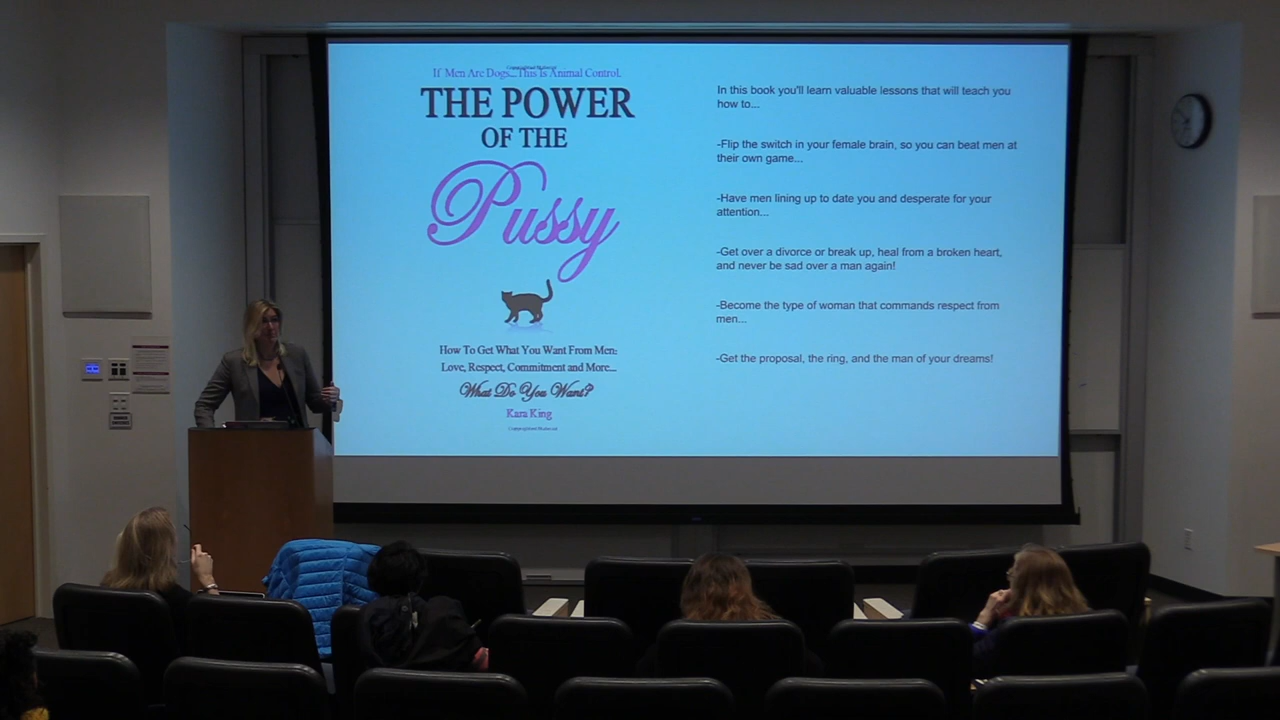 If Men Are Dogs...This Is Animal Control.
THE POWER
OF THE
Pussy
How To Get What You Want From Men:
Love, Respect, Commitment and More...
What Do You Want?
Kara King
Copyrighted Material
In this book you'll learn valuable lessons that will teach you
how to...
-Flip the switch in your female brain, so you can beat men at
their own game...
-Have men lining up to date you and desperate for your
attention...
-Get over a divorce or break up, heal from a broken heart,
and never be sad over a man again!
-Become the type of woman that commands respect from
men...
-Get the proposal, the ring, and the man of your dreams!